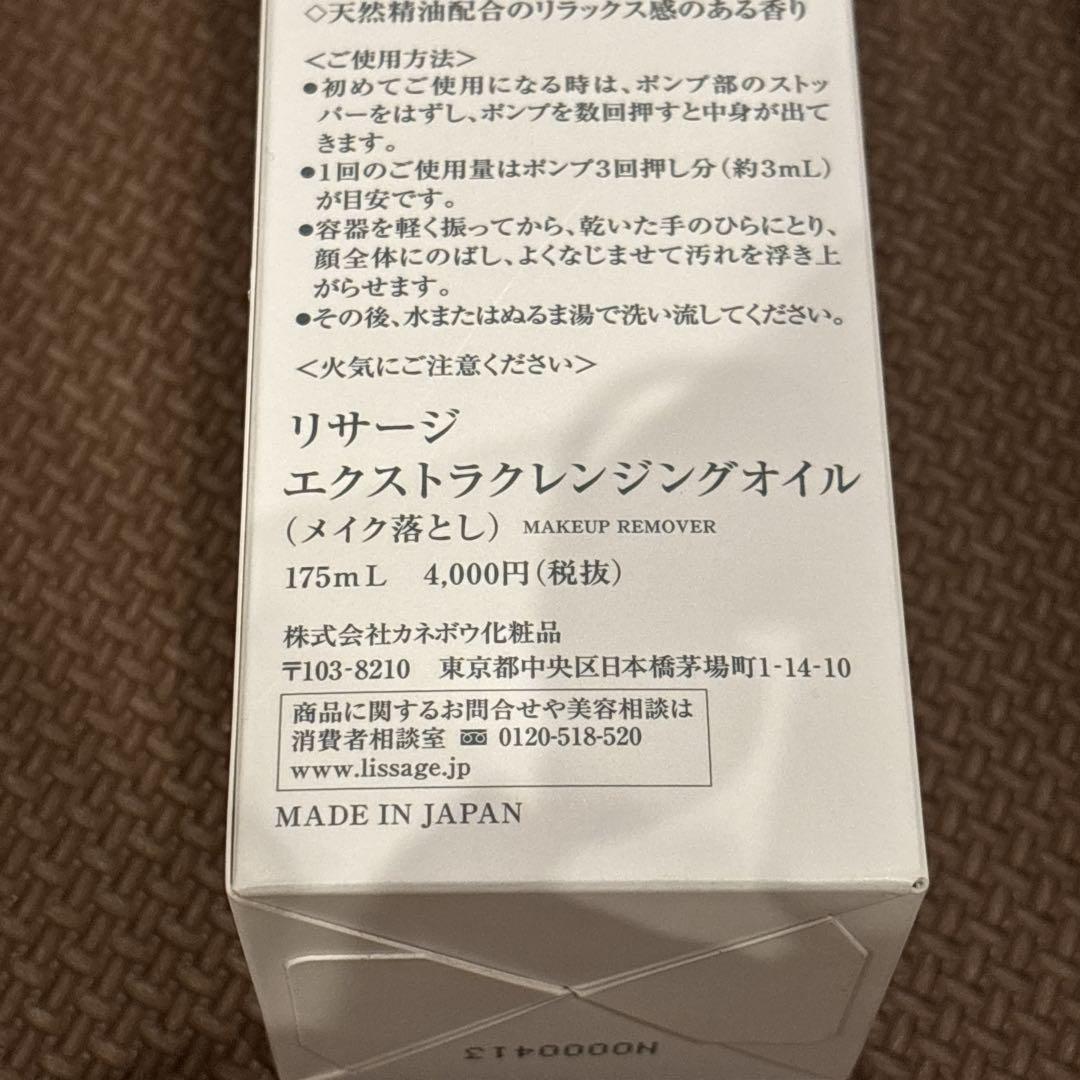 ◇天然精油配合のリラックス感のある香り
＜ご使用方法＞
●初めてご使用になる時は、ポンプ部のストッ
パーをはずし、ポンプを数回押すと中身が出て
きます。
●1回のご使用量はポンプ3回押し分（約3mL）
が目安です。
●容器を軽く振ってから、乾いた手のひらにとり、
顔全体にのばし、よくなじませて汚れを浮き上
がらせます。
●その後、水またはぬるま湯で洗い流してください。
＜火気にご注意ください＞
リサージ
エクストラクレンジングオイル
（メイク落とし） MAKEUP REMOVER
175mL 4,000円（税抜）
株式会社カネボウ化粧品
〒103-8210 東京都中央区日本橋茅場町1-14-10
商品に関するお問合せや美容相談は
消費者相談室 0120-518-520
www.lissage.jp
MADE IN JAPAN
N0000413